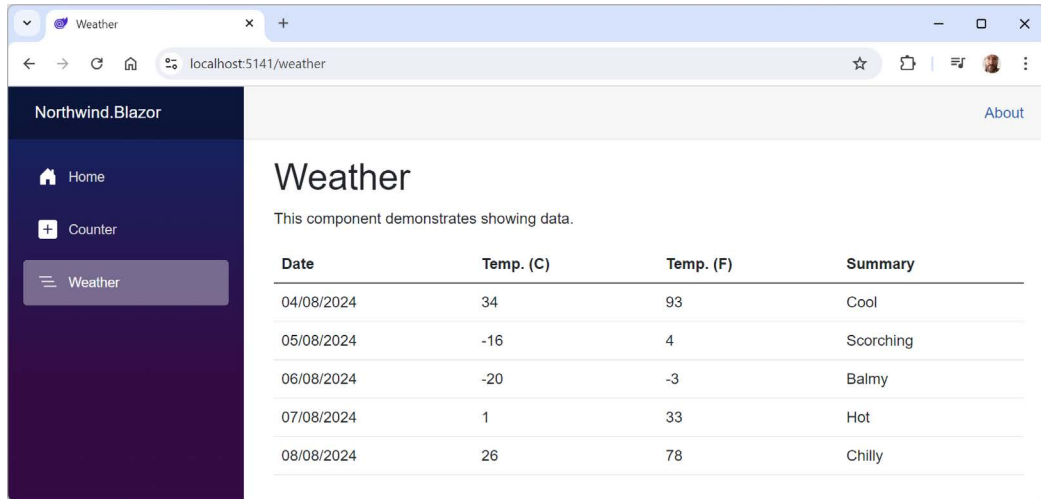 Weather
localhost:5141/weather
Northwind.Blazor
About
Home
Counter
Weather
Weather
This component demonstrates showing data.
Date Temp. (C) Temp. (F) Summary
04/08/2024 34 93 Cool
05/08/2024 -16 4 Scorching
06/08/2024 -20 -3 Balmy
07/08/2024 1 33 Hot
08/08/2024 26 78 Chilly